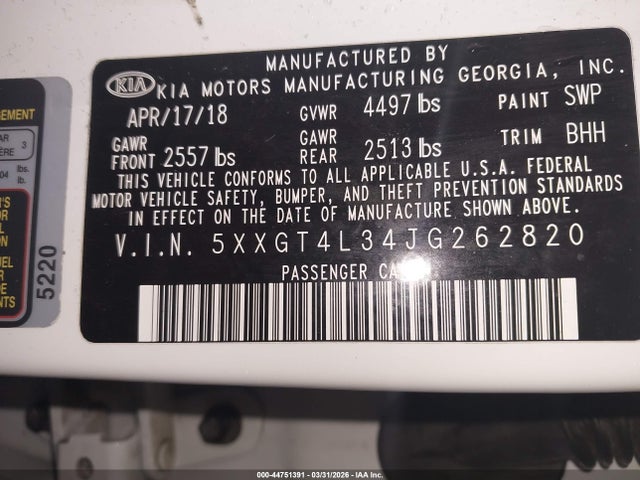 KIA
MANUFACTURED BY
KIA MOTORS MANUFACTURING GEORGIA, INC.
APR/17/18 GVWR 4497 lbs PAINT SWP
GAWR FRONT 2557 lbs GAWR REAR 2513 lbs TRIM BHH
THIS VEHICLE CONFORMS TO ALL APPLICABLE U.S.A. FEDERAL
MOTOR VEHICLE SAFETY, BUMPER, AND THEFT PREVENTION STANDARDS
IN EFFECT ON THE DATE OF MANUFACTURE SHOWN ABOVE.
V.I.N. 5XXGT4L34JG262820
PASSENGER CA
5220
000-44751391 - 03/31/2026 - IAA Inc.